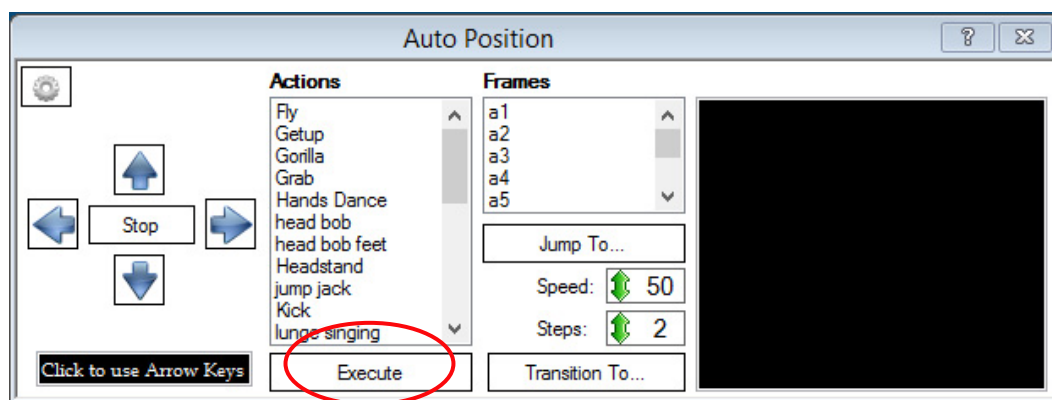 Auto Position
Actions
Fly
Getup
Gorilla
Grab
Hands Dance
head bob
head bob feet
Headstand
jump jack
Kick
lunge singing
Execute
Frames
a1
a2
a3
a4
a5
Jump To...
Speed: 50
Steps: 2
Transition To...
Stop
Click to use Arrow Keys